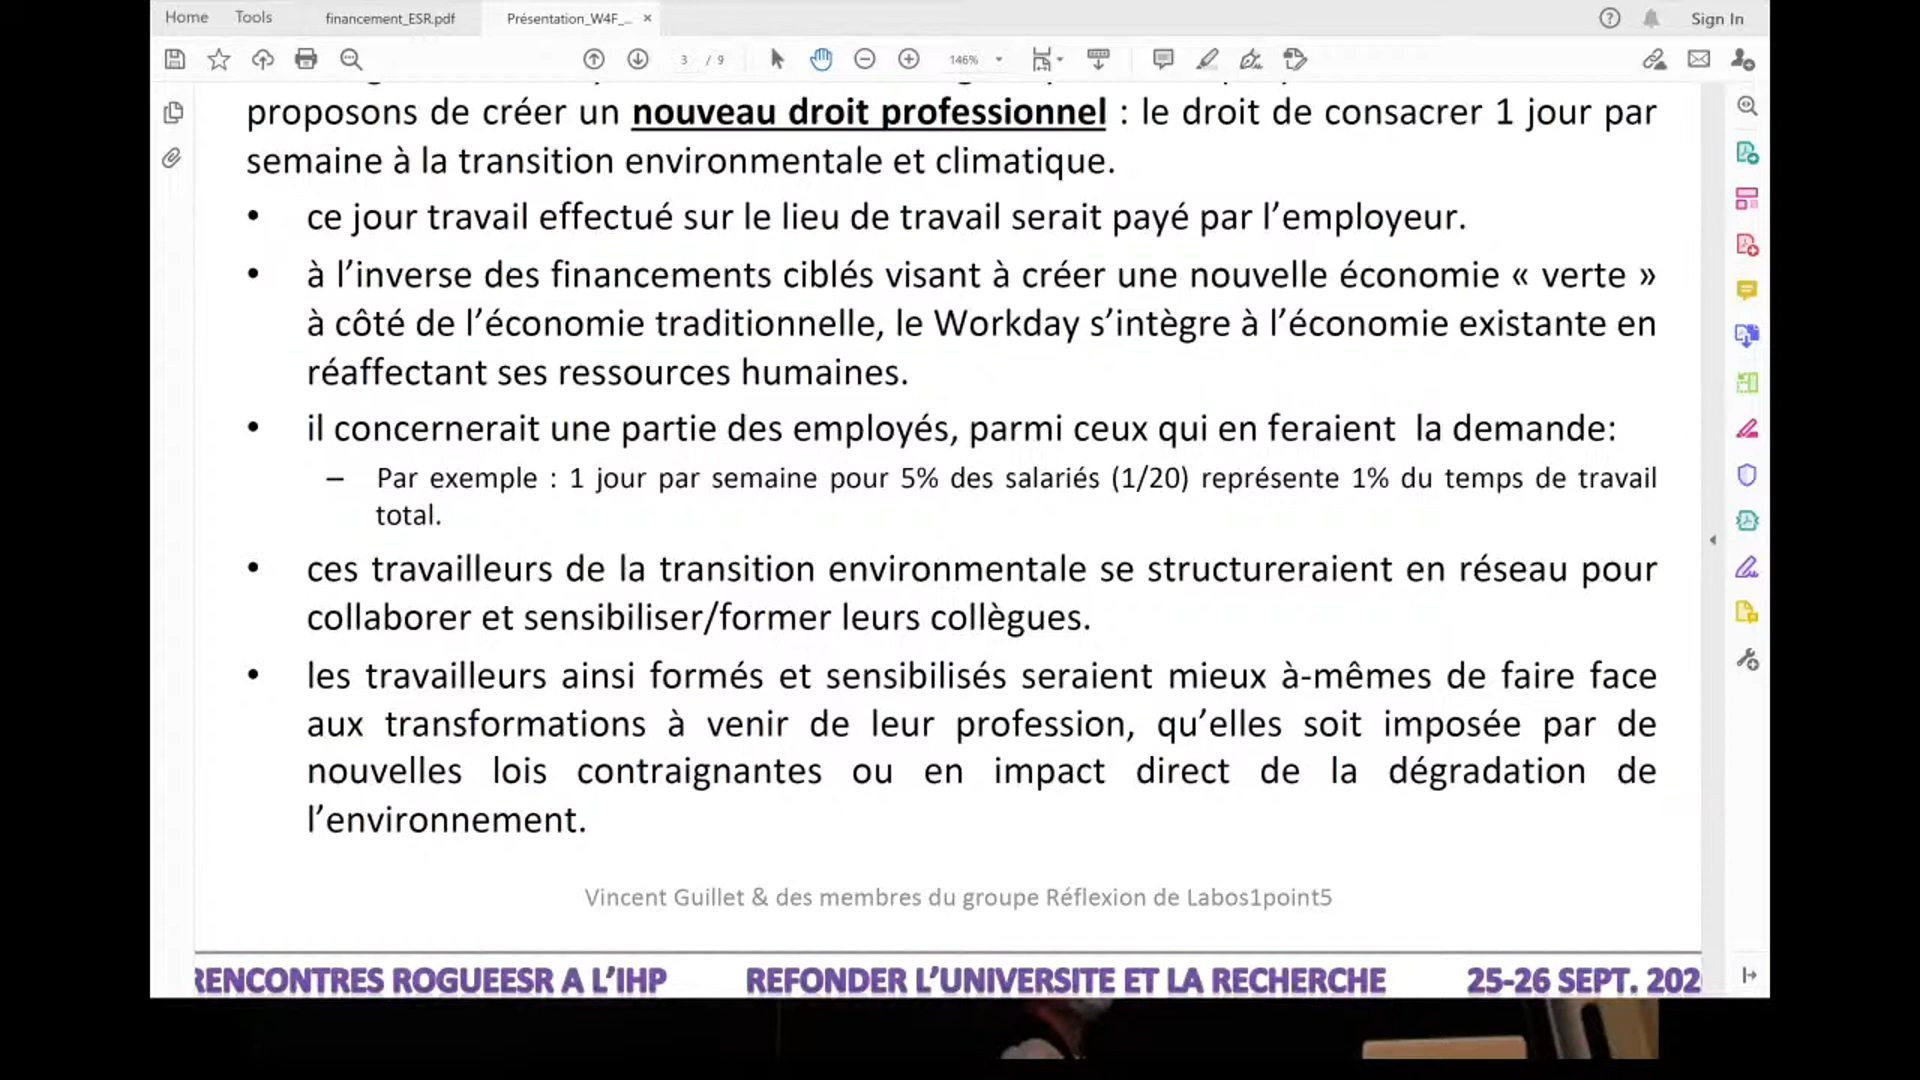 Home Tools financement_ESR.pdf Présentation_W4F_... × Sign In
3 / 9 146%
proposons de créer un nouveau droit professionnel : le droit de consacrer 1 jour par
semaine à la transition environmentale et climatique.
• ce jour travail effectué sur le lieu de travail serait payé par l’employeur.
• à l’inverse des financements ciblés visant à créer une nouvelle économie « verte »
à côté de l’économie traditionnelle, le Workday s’intègre à l’économie existante en
réaffectant ses ressources humaines.
• il concernerait une partie des employés, parmi ceux qui en feraient la demande:
– Par exemple : 1 jour par semaine pour 5% des salariés (1/20) représente 1% du temps de travail
total.
• ces travailleurs de la transition environmentale se structureraient en réseau pour
collaborer et sensibiliser/former leurs collègues.
• les travailleurs ainsi formés et sensibilisés seraient mieux à-mêmes de faire face
aux transformations à venir de leur profession, qu’elles soit imposée par de
nouvelles lois contraignantes ou en impact direct de la dégradation de
l’environnement.
Vincent Guillet & des membres du groupe Réflexion de Labos1point5
RENCONTRES ROGUEESR A L’IHP REFONDER L’UNIVERSITE ET LA RECHERCHE 25-26 SEPT. 202